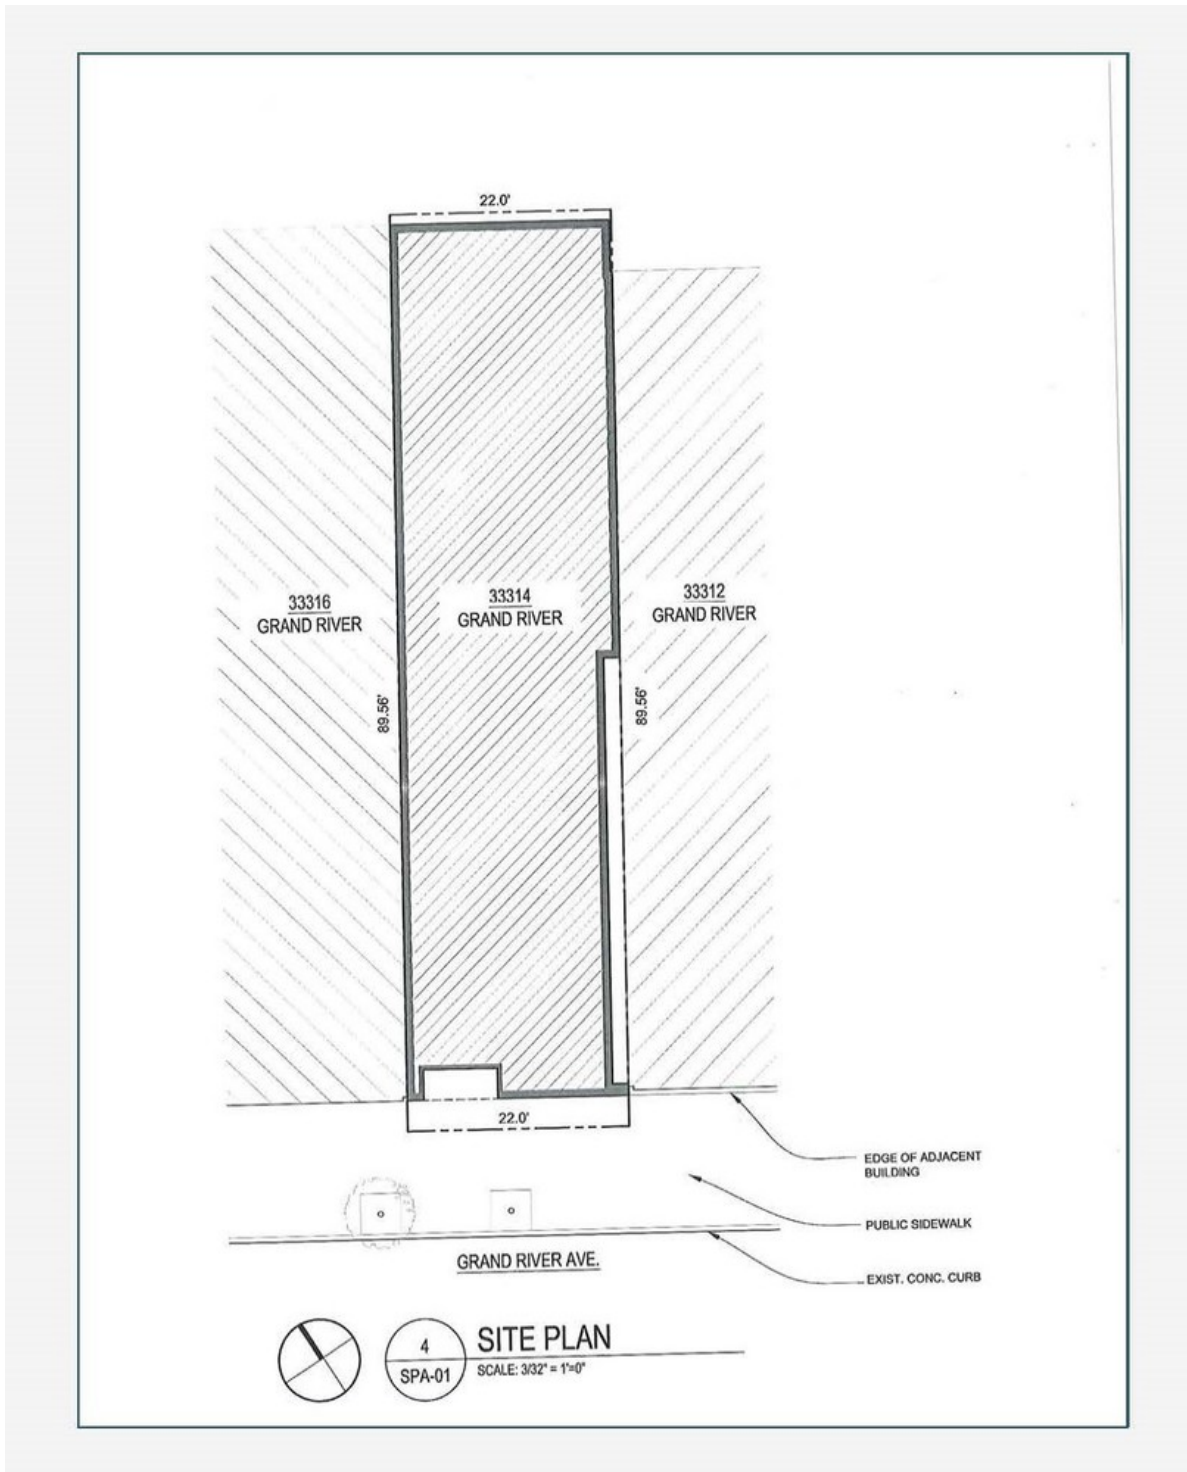 22.0'
33316
GRAND RIVER
33314
GRAND RIVER
33312
GRAND RIVER
89.56'
89.56'
22.0'
EDGE OF ADJACENT
BUILDING
PUBLIC SIDEWALK
EXIST. CONC. CURB
GRAND RIVER AVE.
4
SPA-01
SITE PLAN
SCALE: 3/32" = 1"=0"